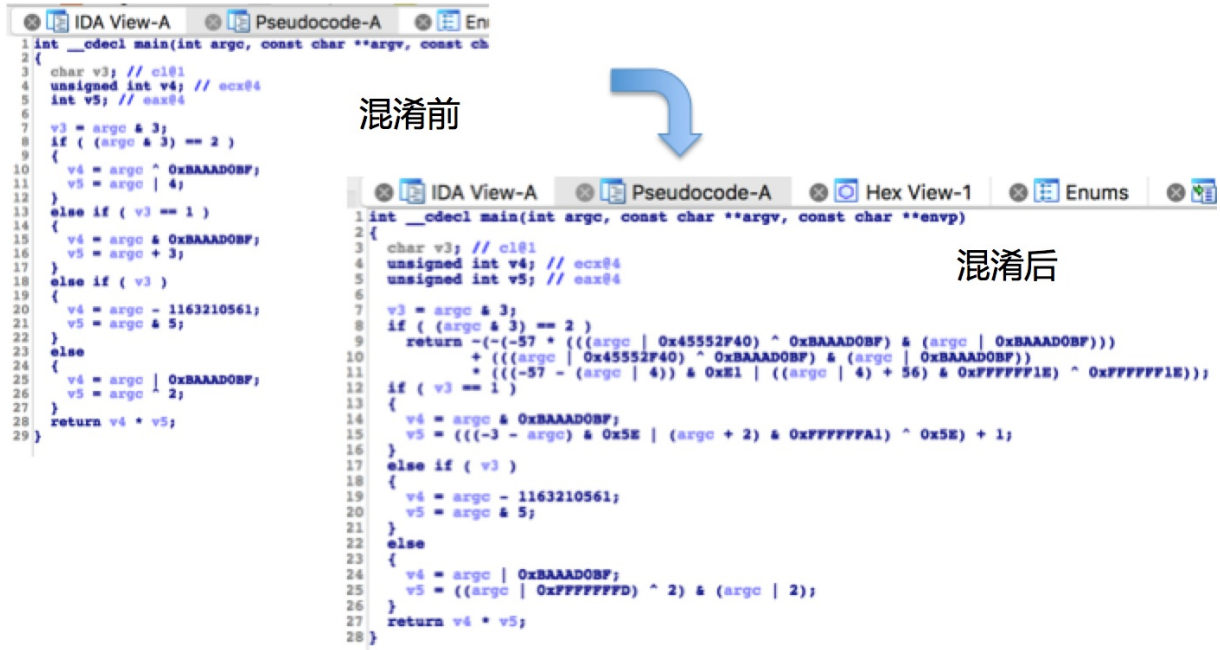 IDA View-A Pseudocode-A
1 int __cdecl main(int argc, const char **argv, const ch
2 {
3 char v3; // cl@1
4 unsigned int v4; // ecx@4
5 int v5; // eax@4
6
7 v3 = argc & 3;
8 if ( (argc & 3) == 2 )
9 {
10 v4 = argc ^ 0xBAAAD0BF;
11 v5 = argc | 4;
12 }
13 else if ( v3 == 1 )
14 {
15 v4 = argc & 0xBAAAD0BF;
16 v5 = argc + 3;
17 }
18 else if ( v3 )
19 {
20 v4 = argc - 1163210561;
21 v5 = argc & 5;
22 }
23 else
24 {
25 v4 = argc | 0xBAAAD0BF;
26 v5 = argc ^ 2;
27 }
28 return v4 * v5;
29 }
混淆前
IDA View-A Pseudocode-A Hex View-1 Enums
1 int __cdecl main(int argc, const char **argv, const char **envp)
2 {
3 char v3; // cl@1
4 unsigned int v4; // ecx@4
5 unsigned int v5; // eax@4
6
7 v3 = argc & 3;
8 if ( (argc & 3) == 2 )
9 return -(-(-57 * (((argc | 0x45552F40) ^ 0xBAAAD0BF) & (argc | 0xBAAAD0BF)))
10 + (((argc | 0x45552F40) ^ 0xBAAAD0BF) & (argc | 0xBAAAD0BF))
11 * (((-57 - (argc | 4)) & 0xE1 | ((argc | 4) + 56) & 0xFFFFFF1E) ^ 0xFFFFFF1E));
12 if ( v3 == 1 )
13 {
14 v4 = argc & 0xBAAAD0BF;
15 v5 = (((-3 - argc) & 0x5E | (argc + 2) & 0xFFFFFFA1) ^ 0x5E) + 1;
16 }
17 else if ( v3 )
18 {
19 v4 = argc - 1163210561;
20 v5 = argc & 5;
21 }
22 else
23 {
24 v4 = argc | 0xBAAAD0BF;
25 v5 = ((argc | 0xFFFFFFFD) ^ 2) & (argc | 2);
26 }
27 return v4 * v5;
28 }
混淆后